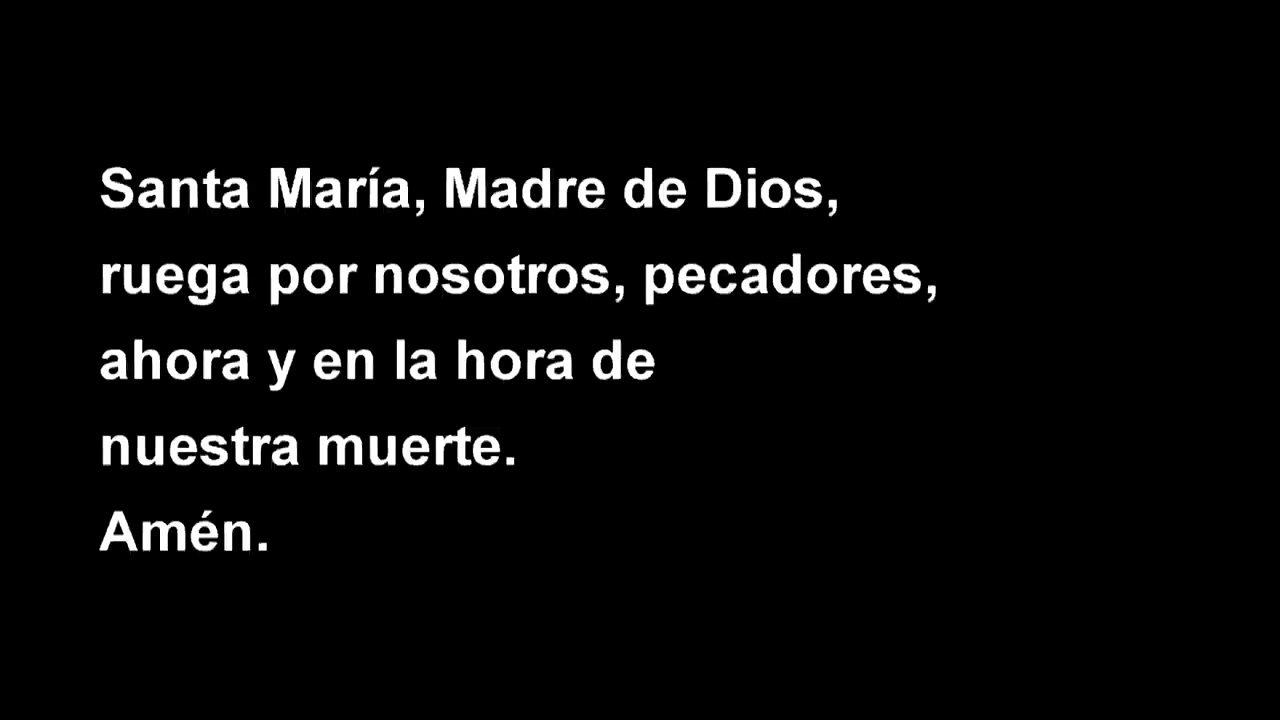 Santa María, Madre de Dios,
ruega por nosotros, pecadores,
ahora y en la hora de
nuestra muerte.
Amén.